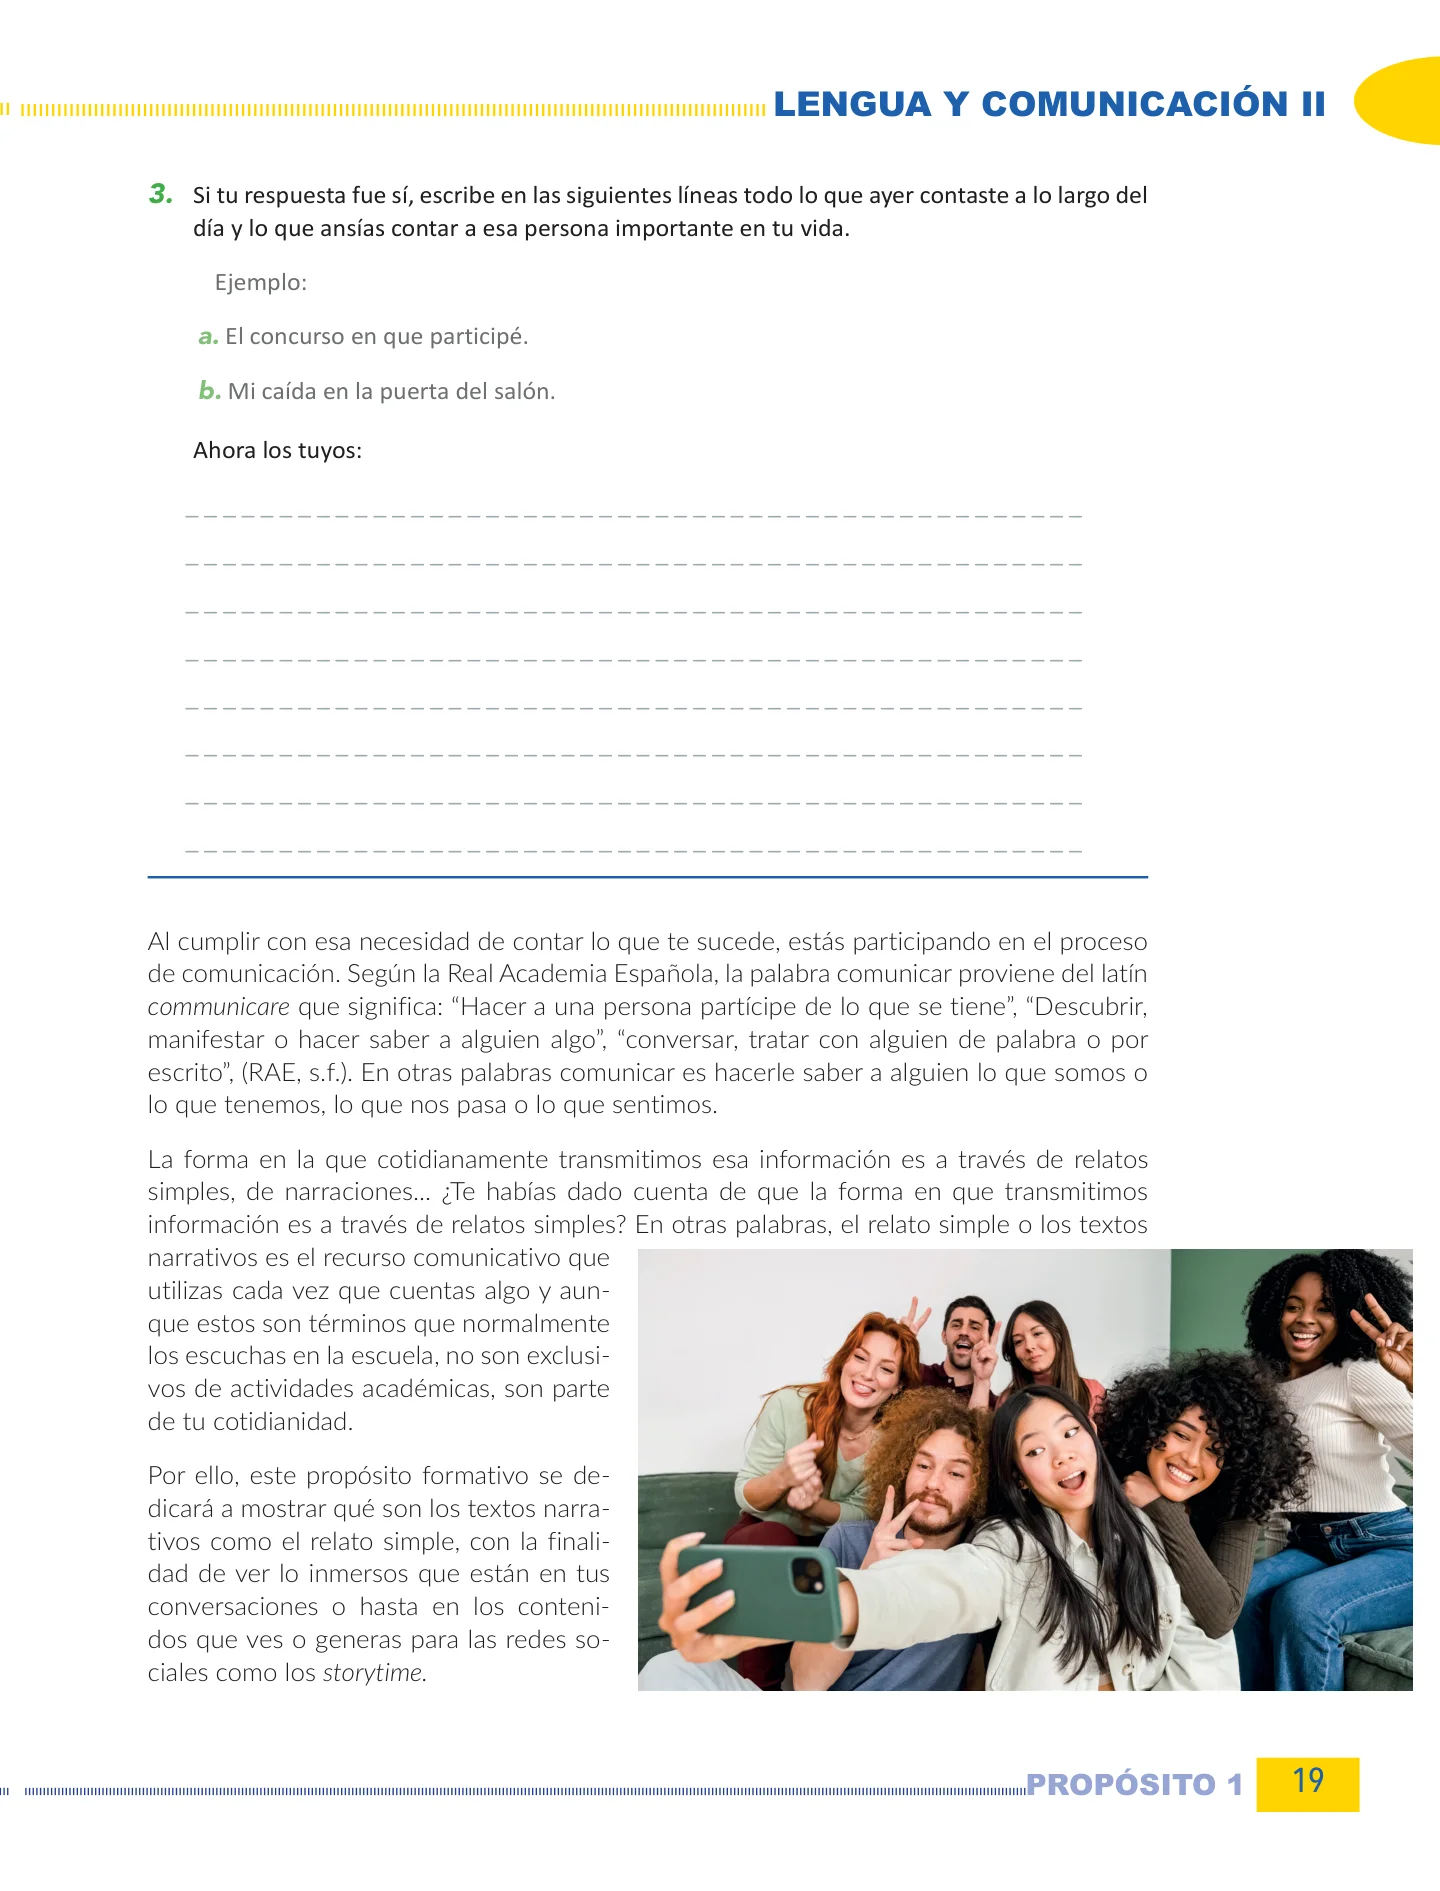 LENGUA Y COMUNICACIÓN II
3. Si tu respuesta fue sí, escribe en las siguientes líneas todo lo que ayer contaste a lo largo del
día y lo que ansías contar a esa persona importante en tu vida.
Ejemplo:
a. El concurso en que participé.
b. Mi caída en la puerta del salón.
Ahora los tuyos:
Al cumplir con esa necesidad de contar lo que te sucede, estás participando en el proceso
de comunicación. Según la Real Academia Española, la palabra comunicar proviene del latín
communicare que significa: “Hacer a una persona partícipe de lo que se tiene”, “Descubrir,
manifestar o hacer saber a alguien algo”, “conversar, tratar con alguien de palabra o por
escrito”, (RAE, s.f.). En otras palabras comunicar es hacerle saber a alguien lo que somos o
lo que tenemos, lo que nos pasa o lo que sentimos.
La forma en la que cotidianamente transmitimos esa información es a través de relatos
simples, de narraciones... ¿Te habías dado cuenta de que la forma en que transmitimos
información es a través de relatos simples? En otras palabras, el relato simple o los textos
narrativos es el recurso comunicativo que
utilizas cada vez que cuentas algo y aun-
que estos son términos que normalmente
los escuchas en la escuela, no son exclusi-
vos de actividades académicas, son parte
de tu cotidianidad.
Por ello, este propósito formativo se de-
dicará a mostrar qué son los textos narra-
tivos como el relato simple, con la finali-
dad de ver lo inmersos que están en tus
conversaciones o hasta en los conteni-
dos que ves o generas para las redes so-
ciales como los storytime.
PROPÓSITO 1 19